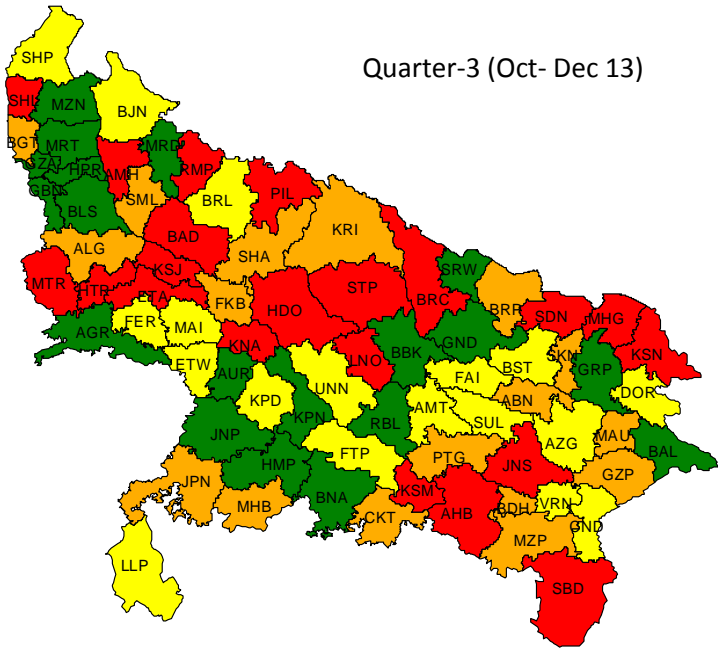 Quarter-3 (Oct- Dec 13)
SHP
SHI
MZN
BJN
BGT
MRT
MRD
GZA
HPR
AMH
RMP
GBN
BLS
SML
BRL
PIL
ALG
BAD
SHA
KRI
MTR
HTR
KSJ
ETA
FKB
HDO
STP
BRC
SRW
BRR
SDN
MHG
KSN
AGR
FER
MAI
KNA
LNO
BBK
GND
BST
SKN
GRP
DOR
ETW
AUR
KPD
UNN
FAI
ABN
KPN
RBL
AMT
SUL
AZG
MAU
BAL
JNP
FTP
PTG
JNS
GZP
HMP
JPN
MHB
BNA
CKT
KSM
AHB
BDH
VRN
GND
MZP
LLP
SBD